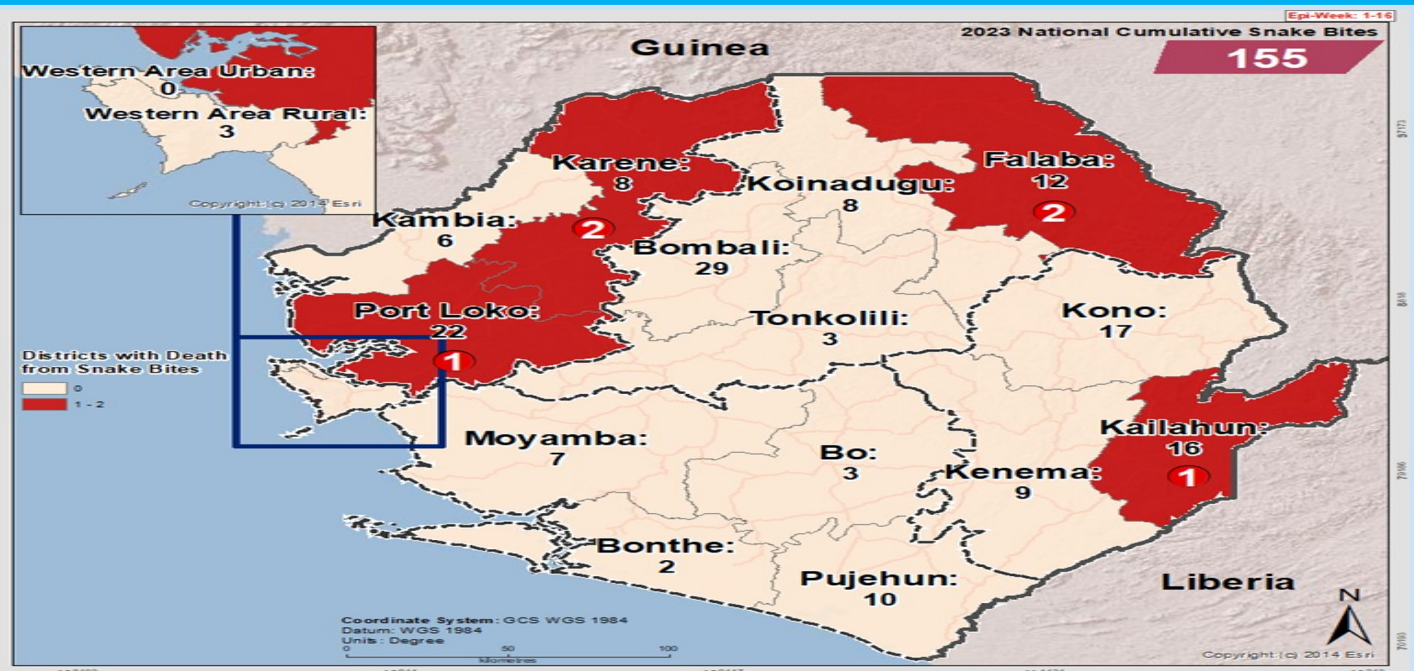 Epi-Week: 1-16
2023 National Cumulative Snake Bites
155
Guinea
Western Area Urban:
0
Western Area Rural:
3
Copyright:(c) 2014 Esri
Karene:
8
2
Koinadugu:
8
Falaba:
12
2
Kambia:
6
Bombali:
29
Port Loko:
22
1
Tonkolili:
3
Kono:
17
Districts with Death
from Snake Bites
0
1 - 2
Kailahun:
16
1
Moyamba:
7
Bo:
3
Kenema:
9
Bonthe:
2
Pujehun:
10
Liberia
N
Coordinate System: GCS WGS 1984
Datum: WGS 1984
Units: Degree
0 50 100
kilometres
Copyright:(c) 2014 Esri